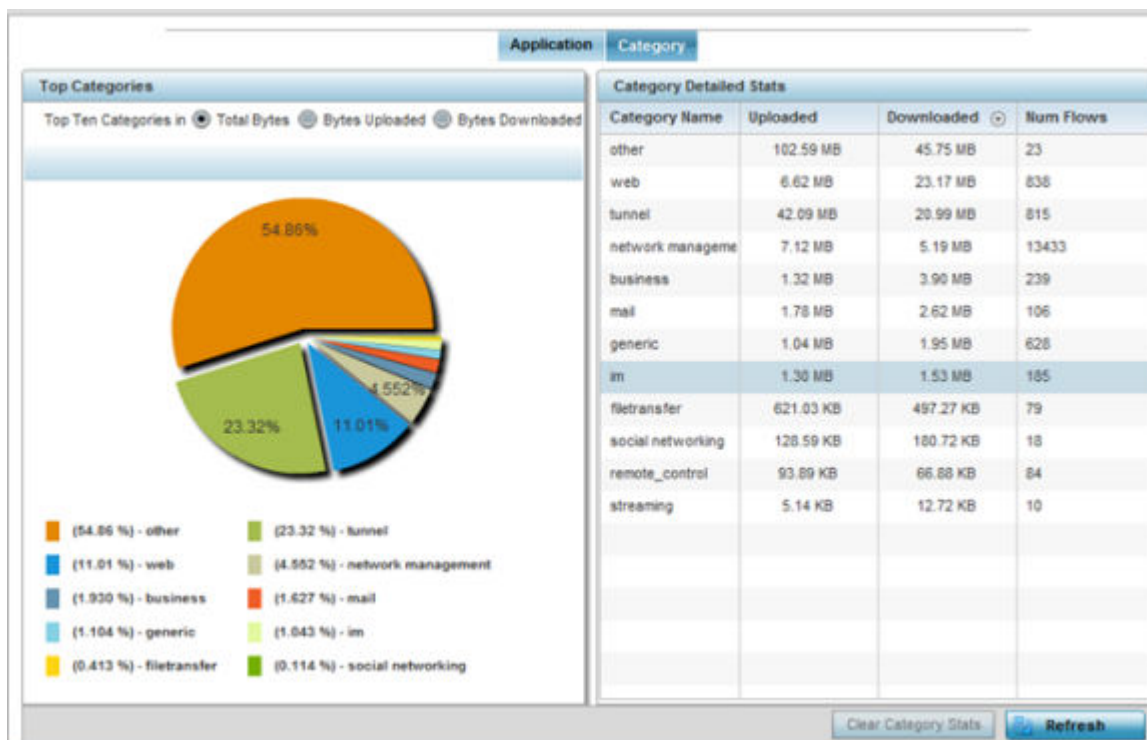 Application Category
Top Categories
Top Ten Categories in Total Bytes Bytes Uploaded Bytes Downloaded
54.86%
4.552%
23.32%
11.01%
(54.86 %) - other
(23.32 %) - tunnel
(11.01 %) - web
(4.552 %) - network management
(1.930 %) - business
(1.627 %) - mail
(1.104 %) - generic
(1.043 %) - im
(0.413 %) - filetransfer
(0.114 %) - social networking
Category Detailed Stats
Category Name Uploaded Downloaded Num Flows
other 102.59 MB 45.75 MB 23
web 6.62 MB 23.17 MB 838
tunnel 42.09 MB 20.99 MB 815
network manageme 7.12 MB 5.19 MB 13433
business 1.32 MB 3.90 MB 239
mail 1.78 MB 2.62 MB 106
generic 1.04 MB 1.95 MB 628
im 1.30 MB 1.53 MB 185
filetransfer 621.03 KB 497.27 KB 79
social networking 128.59 KB 180.72 KB 18
remote_control 93.89 KB 66.88 KB 84
streaming 5.14 KB 12.72 KB 10
Clear Category Stats Refresh